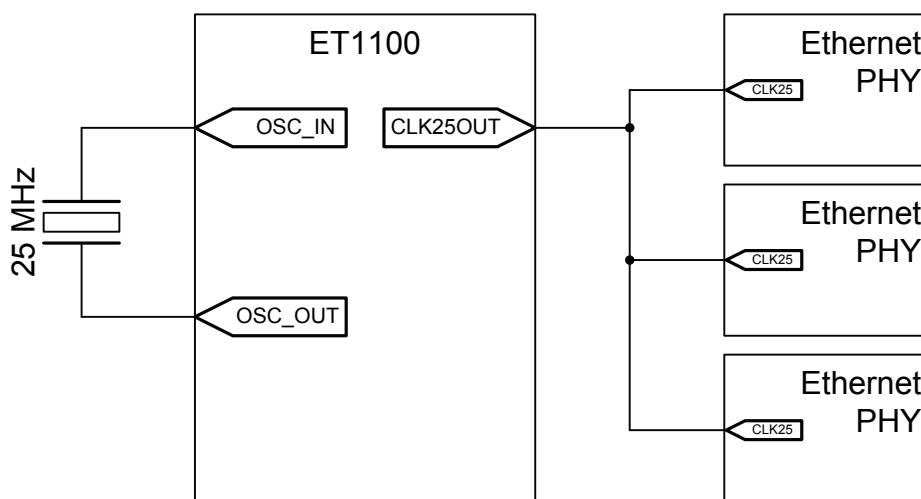 ET1100
OSC_IN
CLK25OUT
OSC_OUT
25 MHz
Ethernet
PHY
CLK25
Ethernet
PHY
CLK25
Ethernet
PHY
CLK25